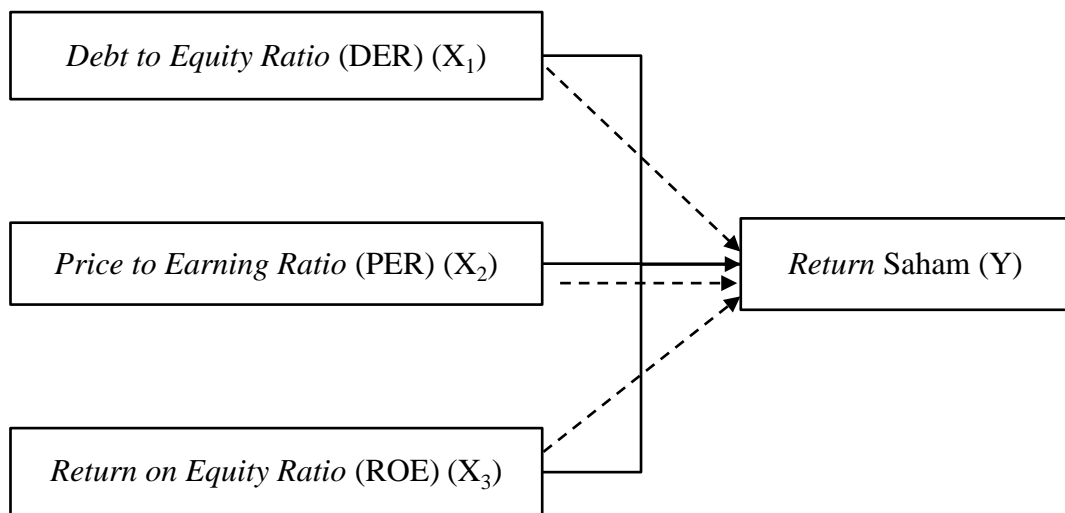 Debt to Equity Ratio (DER) (X₁)
Price to Earning Ratio (PER) (X₂)
Return Saham (Y)
Return on Equity Ratio (ROE) (X₃)